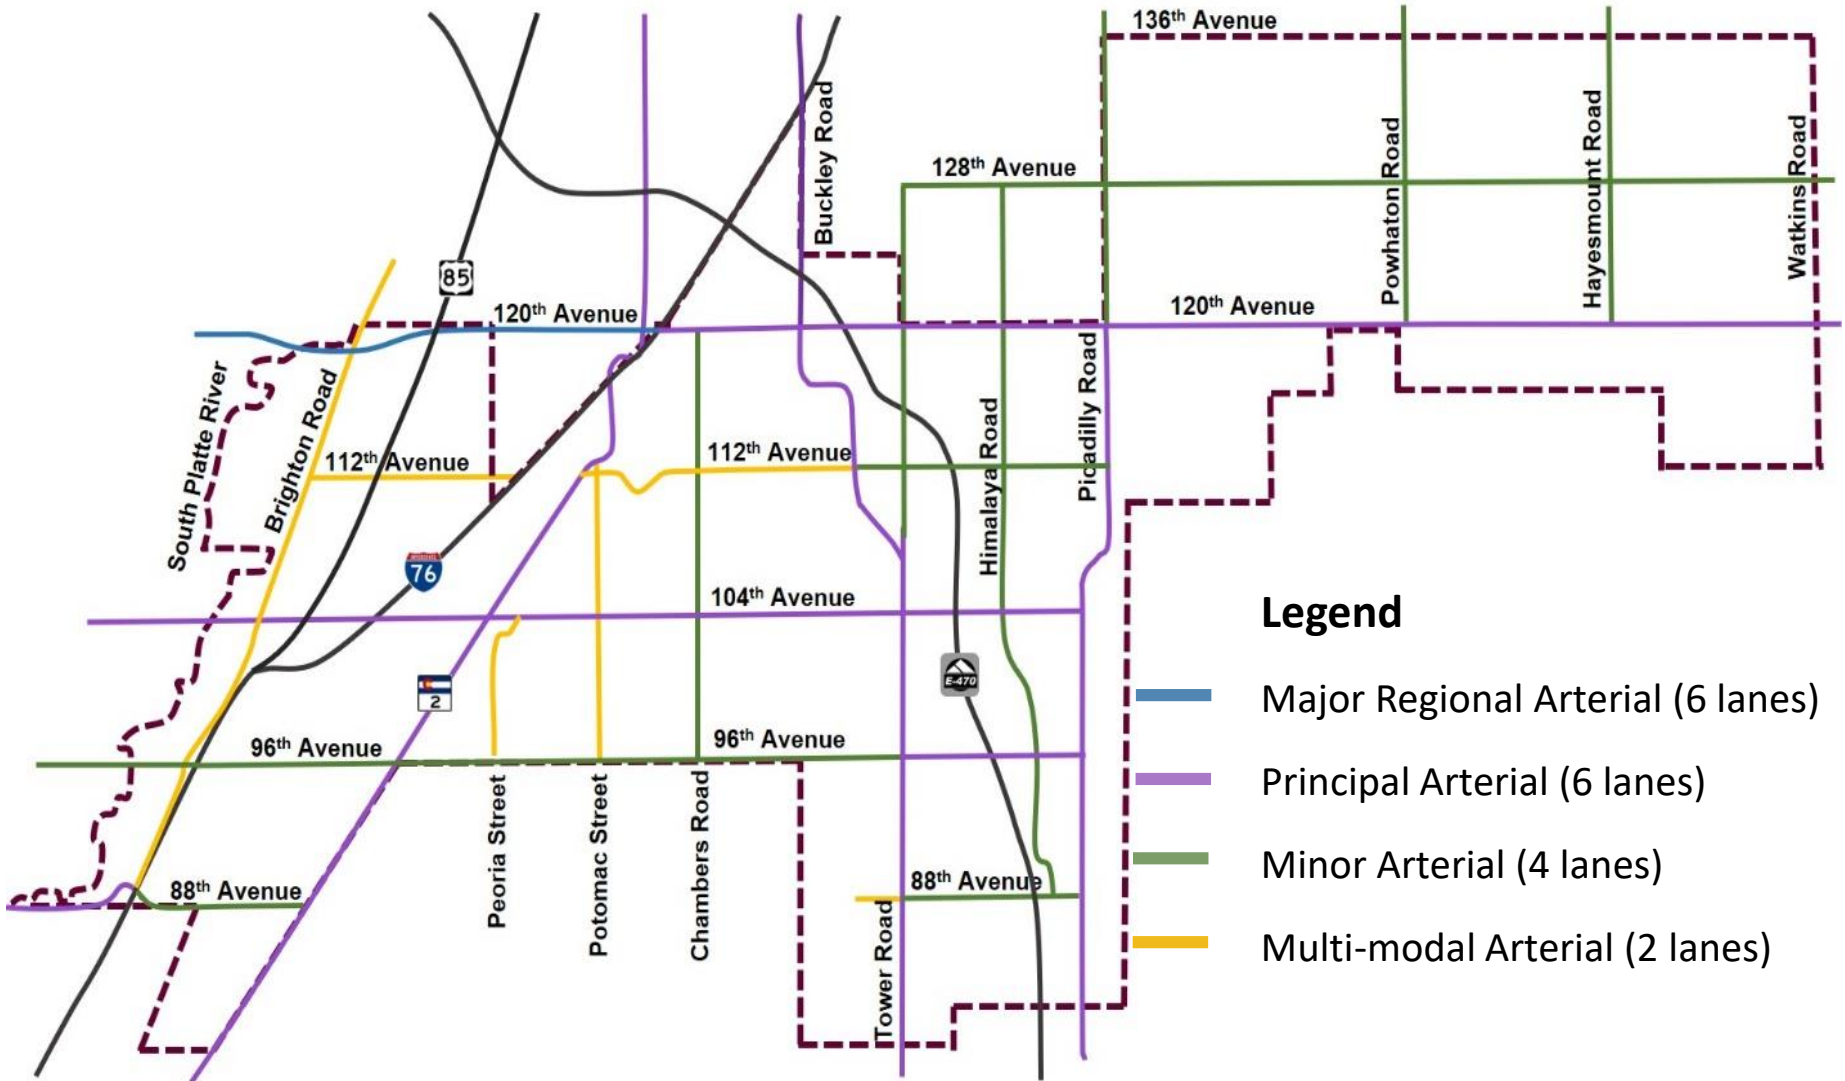 136th Avenue
Buckley Road
128th Avenue
Powhaton Road
Hayesmount Road
Watkins Road
85
120th Avenue
120th Avenue
South Platte River
Brighton Road
112th Avenue
112th Avenue
Himalaya Road
Picadilly Road
76
104th Avenue
2
E-470
96th Avenue
96th Avenue
Peoria Street
Potomac Street
Chambers Road
88th Avenue
88th Avenue
Tower Road
Legend
Major Regional Arterial (6 lanes)
Principal Arterial (6 lanes)
Minor Arterial (4 lanes)
Multi-modal Arterial (2 lanes)